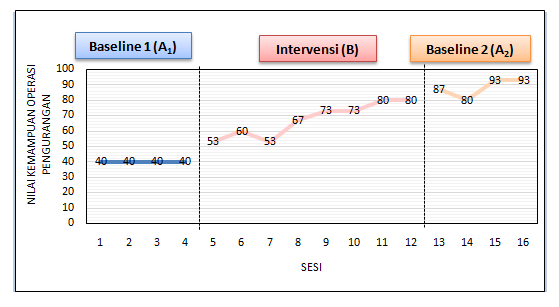 Baseline 1 (A1)
Intervensi (B)
Baseline 2 (A2)
NILAI KEMAMPUAN OPERASI
PENGURANGAN
100
90
80
70
60
50
40
30
20
10
0
40 40 40 40 53 60 53 67 73 73 80 80 87 80 93 93
1 2 3 4 5 6 7 8 9 10 11 12 13 14 15 16
SESI